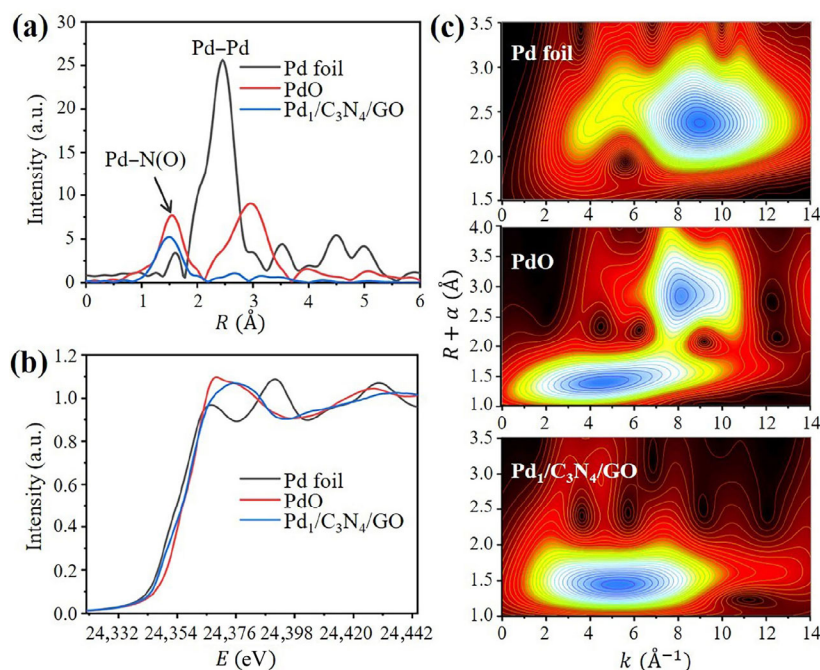 (a)
30
25
20
15
10
5
0
Intensity (a.u.)
Pd–Pd
Pd foil
PdO
Pd₁/C₃N₄/GO
Pd–N(O)
0 1 2 3 4 5 6
R (Å)
(b)
1.2
1.0
0.8
0.6
0.4
0.2
0.0
Intensity (a.u.)
Pd foil
PdO
Pd₁/C₃N₄/GO
24,332 24,354 24,376 24,398 24,420 24,442
E (eV)
(c)
3.5
3.0
2.5
2.0
1.5
Pd foil
0 2 4 6 8 10 12 14
R + α (Å)
4.0
3.5
3.0
2.5
2.0
1.5
1.0
PdO
0 2 4 6 8 10 12 14
3.5
3.0
2.5
2.0
1.5
1.0
Pd₁/C₃N₄/GO
0 2 4 6 8 10 12 14
k (Å⁻¹)